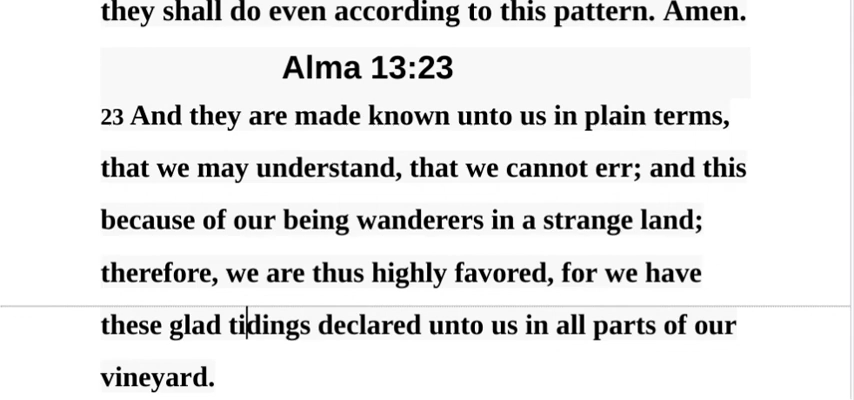 they shall do even according to this pattern. Amen.
Alma 13:23
23 And they are made known unto us in plain terms,
that we may understand, that we cannot err; and this
because of our being wanderers in a strange land;
therefore, we are thus highly favored, for we have
these glad tidings declared unto us in all parts of our
vineyard.